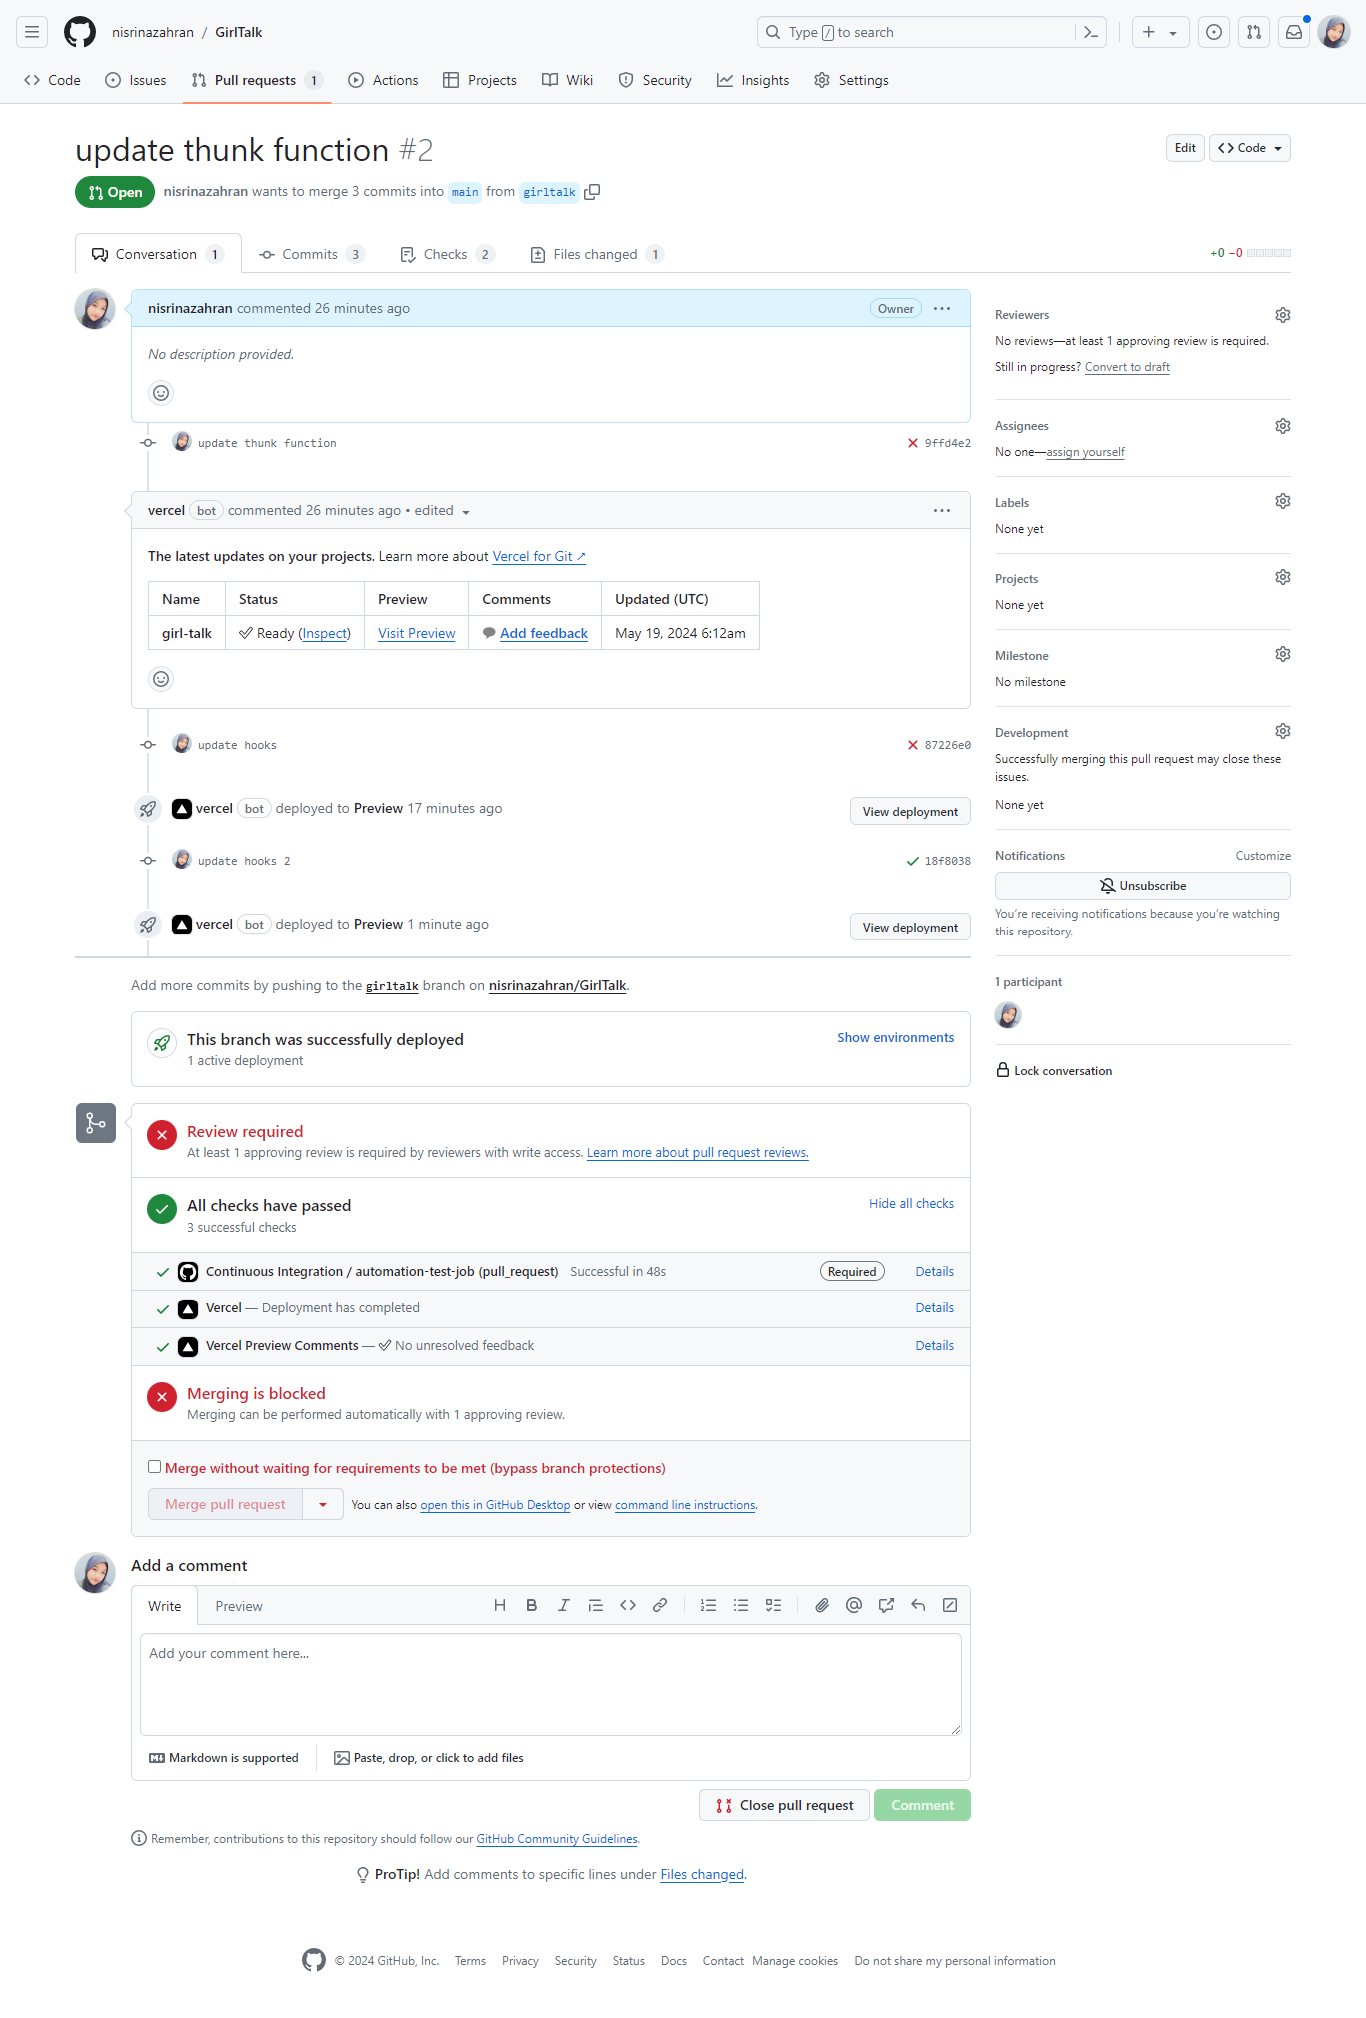 nisrinazahran / GirlTalk
Type / to search
Code
Issues
Pull requests 1
Actions
Projects
Wiki
Security
Insights
Settings
update thunk function #2
Edit
Code
Open
nisrinazahran wants to merge 3 commits into main from girltalk
Conversation 1
Commits 3
Checks 2
Files changed 1
+0 −0
nisrinazahran commented 26 minutes ago
Owner
No description provided.
update thunk function
9ffd4e2
vercel bot commented 26 minutes ago • edited
The latest updates on your projects. Learn more about Vercel for Git ↗
Name Status Preview Comments Updated (UTC)
girl-talk ✅ Ready (Inspect) Visit Preview 💬 Add feedback May 19, 2024 6:12am
update hooks
87226e0
vercel bot deployed to Preview 17 minutes ago
View deployment
update hooks 2
18f8038
vercel bot deployed to Preview 1 minute ago
View deployment
Add more commits by pushing to the girltalk branch on nisrinazahran/GirlTalk.
This branch was successfully deployed
1 active deployment
Show environments
Review required
At least 1 approving review is required by reviewers with write access. Learn more about pull request reviews.
All checks have passed
3 successful checks
Hide all checks
Continuous Integration / automation-test-job (pull_request) Successful in 48s
Required
Details
Vercel — Deployment has completed
Details
Vercel Preview Comments — ✅ No unresolved feedback
Details
Merging is blocked
Merging can be performed automatically with 1 approving review.
Merge without waiting for requirements to be met (bypass branch protections)
Merge pull request
You can also open this in GitHub Desktop or view command line instructions.
Add a comment
Write
Preview
Add your comment here...
Markdown is supported
Paste, drop, or click to add files
Close pull request
Comment
Remember, contributions to this repository should follow our GitHub Community Guidelines.
ProTip! Add comments to specific lines under Files changed.
Reviewers
No reviews—at least 1 approving review is required.
Still in progress? Convert to draft
Assignees
No one—assign yourself
Labels
None yet
Projects
None yet
Milestone
No milestone
Development
Successfully merging this pull request may close these
issues.
None yet
Notifications
Customize
Unsubscribe
You're receiving notifications because you're watching
this repository.
1 participant
Lock conversation
© 2024 GitHub, Inc.
Terms
Privacy
Security
Status
Docs
Contact
Manage cookies
Do not share my personal information